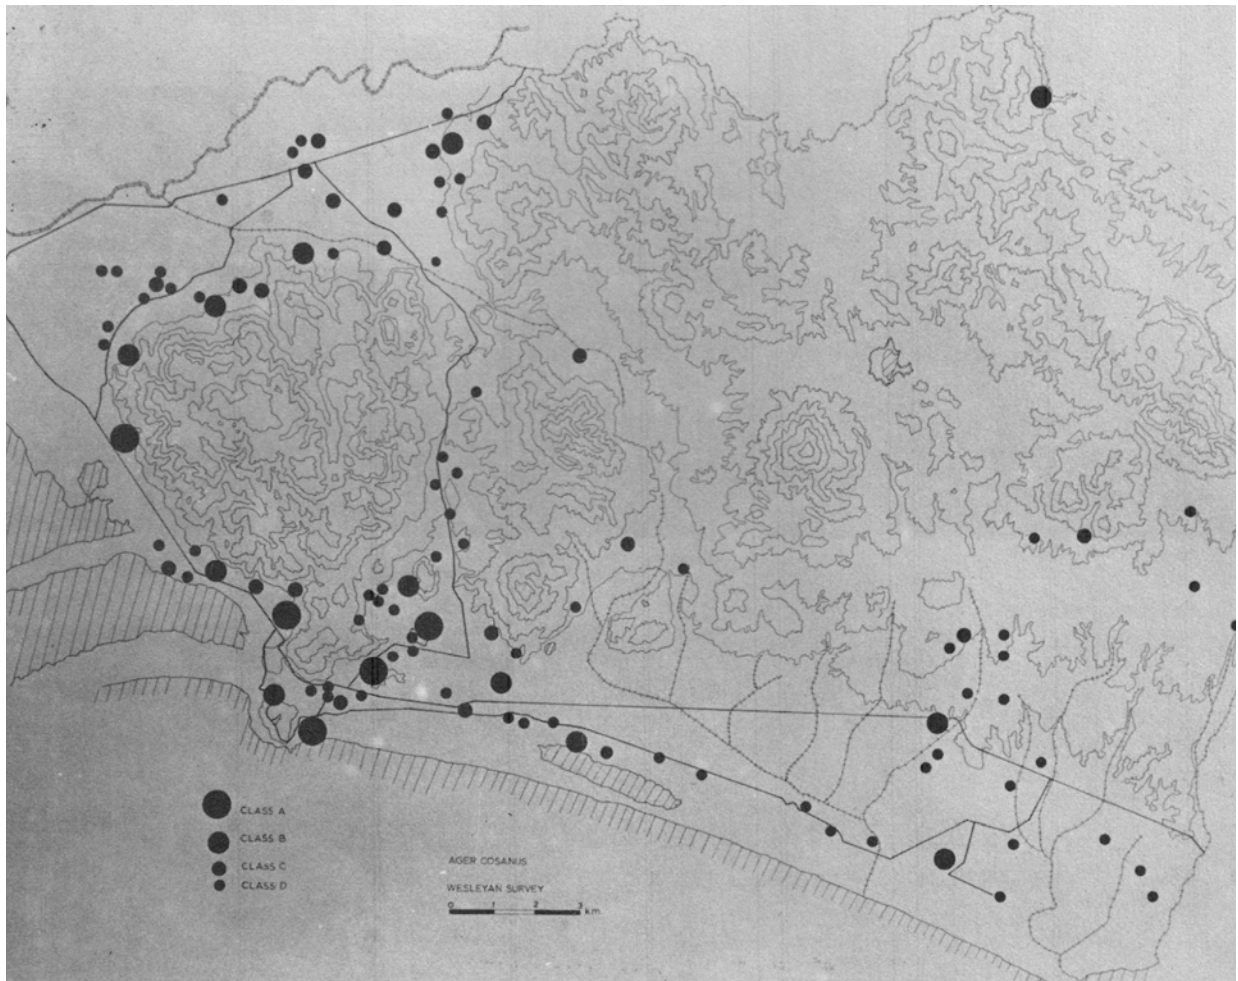 CLASS A
CLASS B
CLASS C
CLASS D
AGER COSANUS
WESLEYAN SURVEY
0 1 2 3
km.